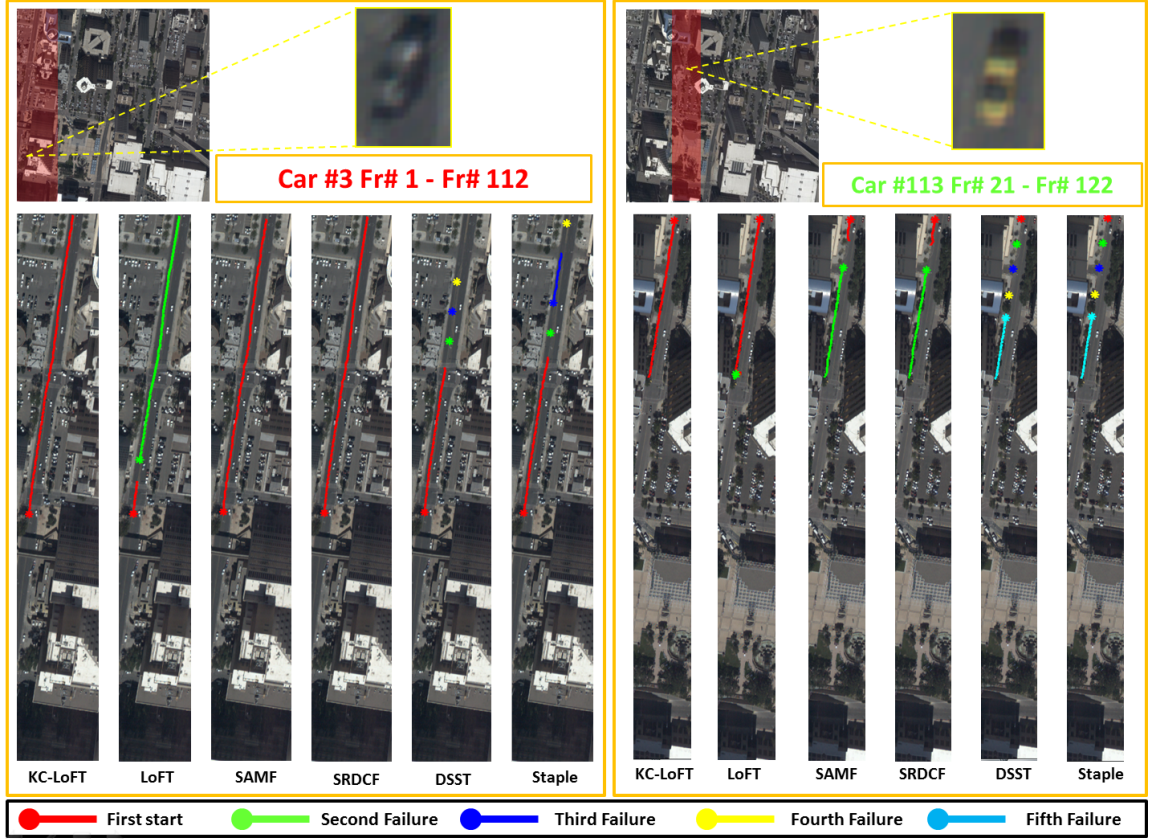 Car #3 Fr# 1 - Fr# 112
Car #113 Fr# 21 - Fr# 122
KC-LoFT LoFT SAMF SRDCF DSST Staple
KC-LoFT LoFT SAMF SRDCF DSST Staple
First start Second Failure Third Failure Fourth Failure Fifth Failure